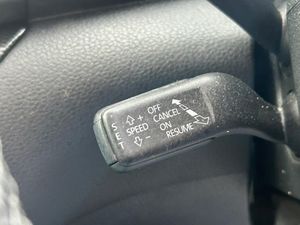 SET
+
SPEED
-
OFF
CANCEL
ON
RESUME